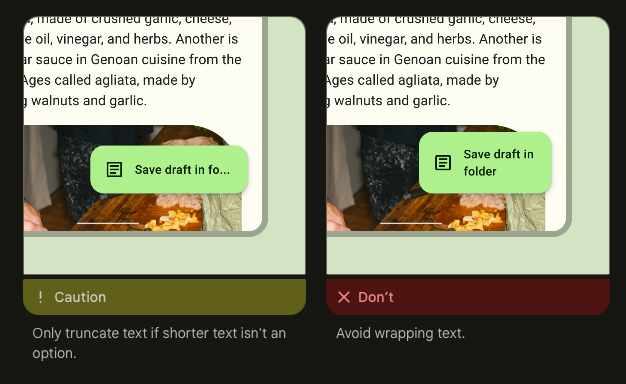 , made of crushed garlic, cheese,
e oil, vinegar, and herbs. Another is
ar sauce in Genoan cuisine from the
Ages called agliata, made by
g walnuts and garlic.
Save draft in fo...
! Caution
Only truncate text if shorter text isn't an
option.
, made of crushed garlic, cheese,
e oil, vinegar, and herbs. Another is
ar sauce in Genoan cuisine from the
Ages called agliata, made by
g walnuts and garlic.
Save draft in
folder
Don't
Avoid wrapping text.